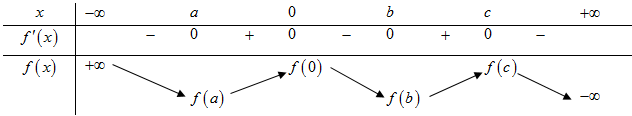 x −∞ a 0 b c +∞
f′(x) − 0 + 0 − 0 + 0 −
f(x) +∞ f(0) f(c)
f(a) f(b) −∞